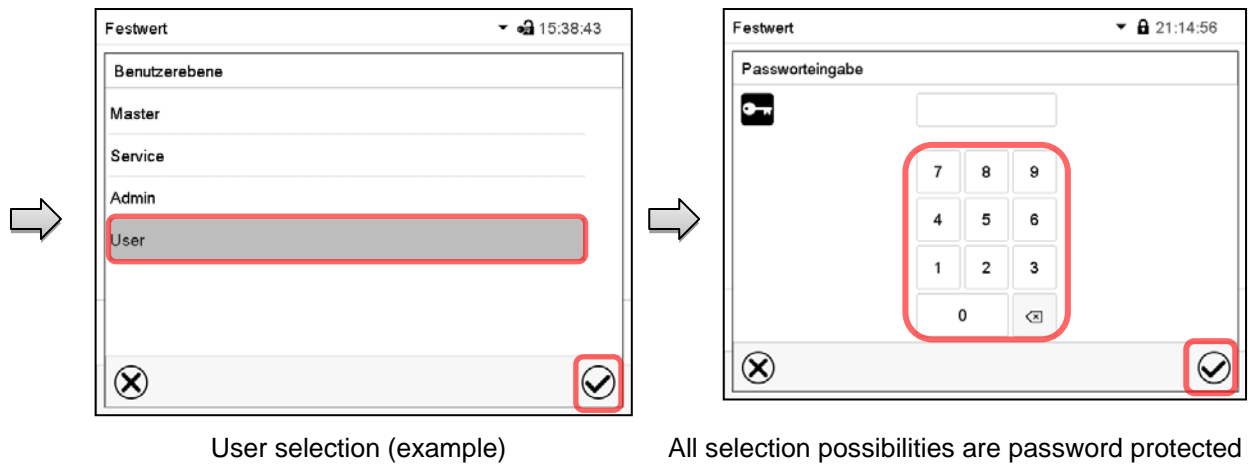 Festwert 15:38:43
Benutzerebene
Master
Service
Admin
User
User selection (example)
Festwert 21:14:56
Passworteingabe
7 8 9
4 5 6
1 2 3
0
All selection possibilities are password protected